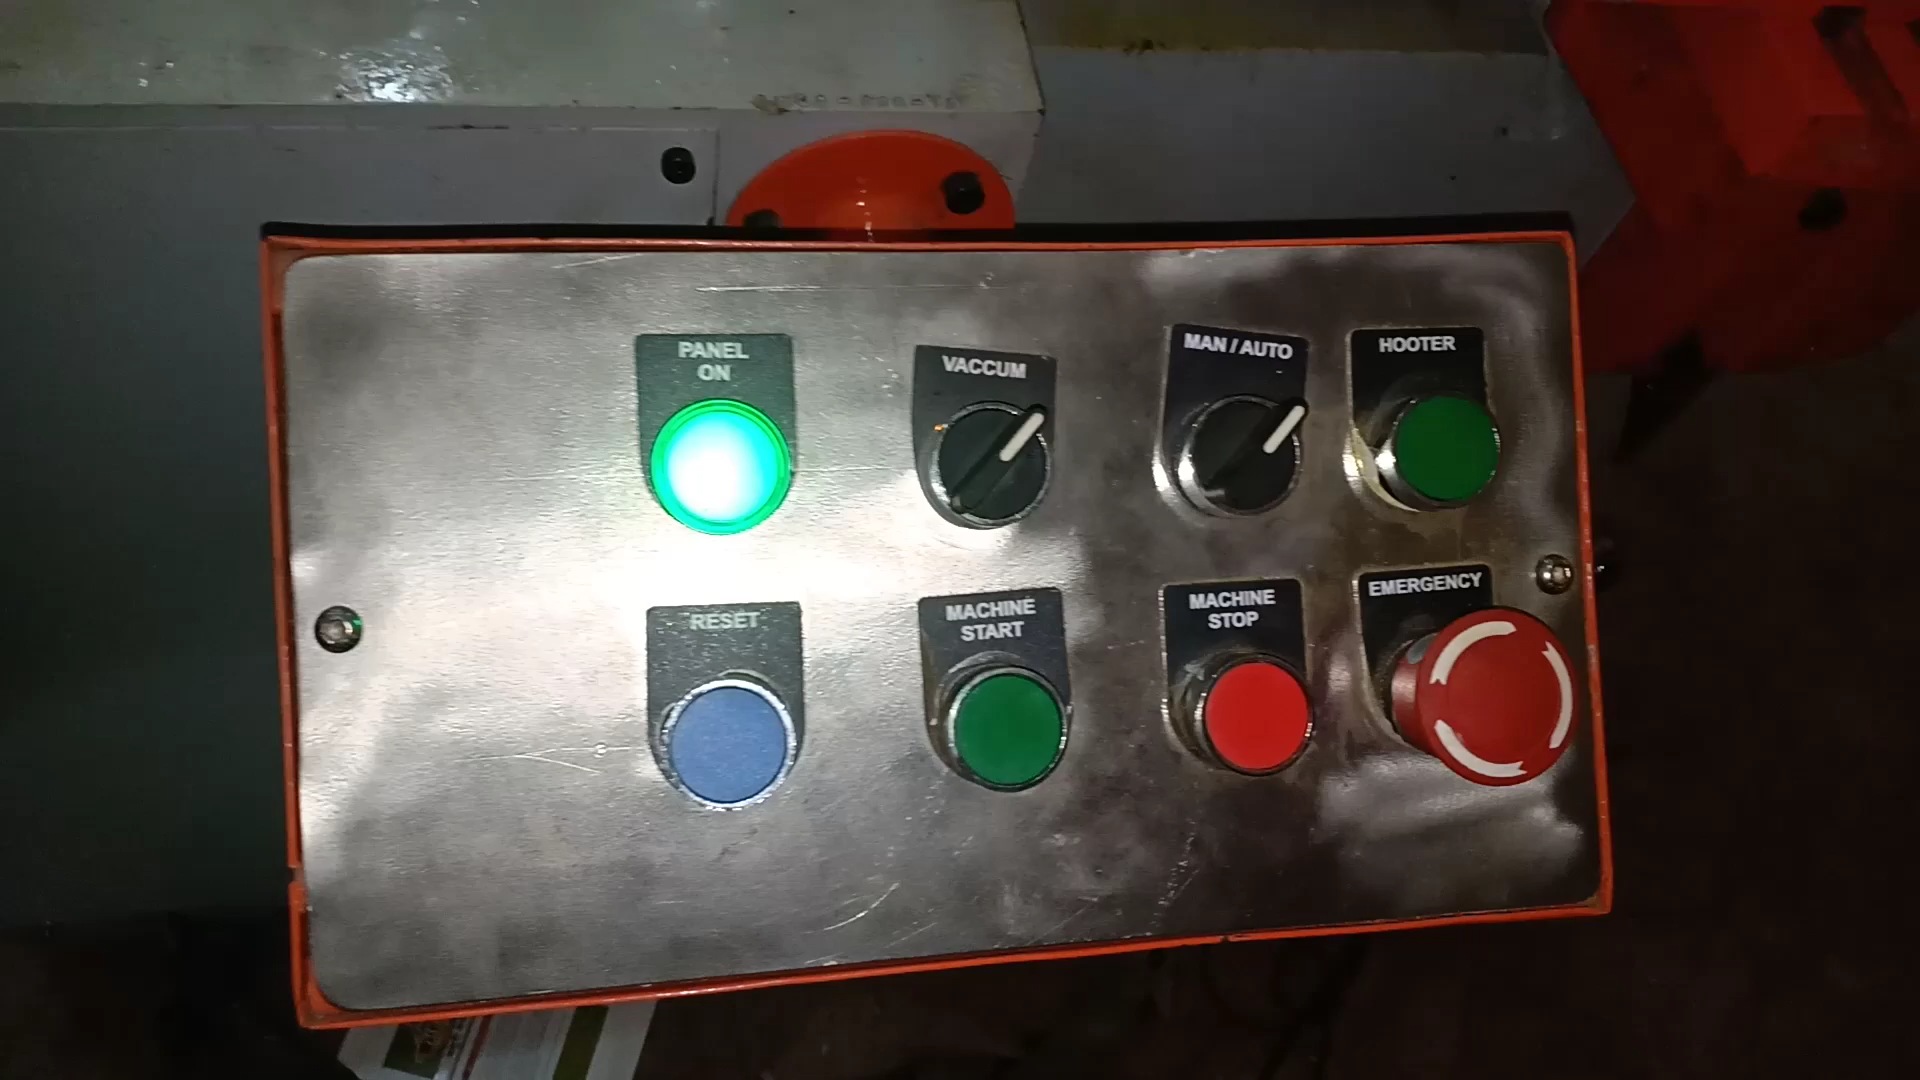 PANEL
ON
VACCUM
MAN / AUTO
HOOTER
RESET
MACHINE
START
MACHINE
STOP
EMERGENCY